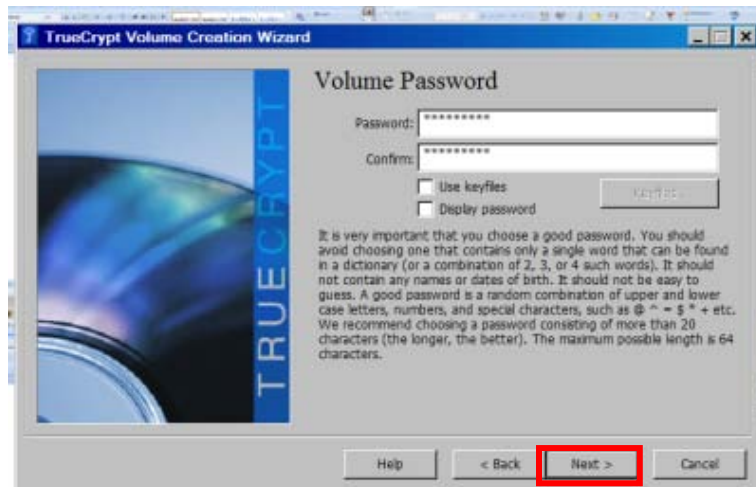 TrueCrypt Volume Creation Wizard
TRUECRYPT
Volume Password
Password: *********
Confirm: *********
Use keyfiles
Keyfiles...
Display password
It is very important that you choose a good password. You should
avoid choosing one that contains only a single word that can be found
in a dictionary (or a combination of 2, 3, or 4 such words). It should
not contain any names or dates of birth. It should not be easy to
guess. A good password is a random combination of upper and lower
case letters, numbers, and special characters, such as @ ^ = $ * + etc.
We recommend choosing a password consisting of more than 20
characters (the longer, the better). The maximum possible length is 64
characters.
Help
< Back
Next >
Cancel